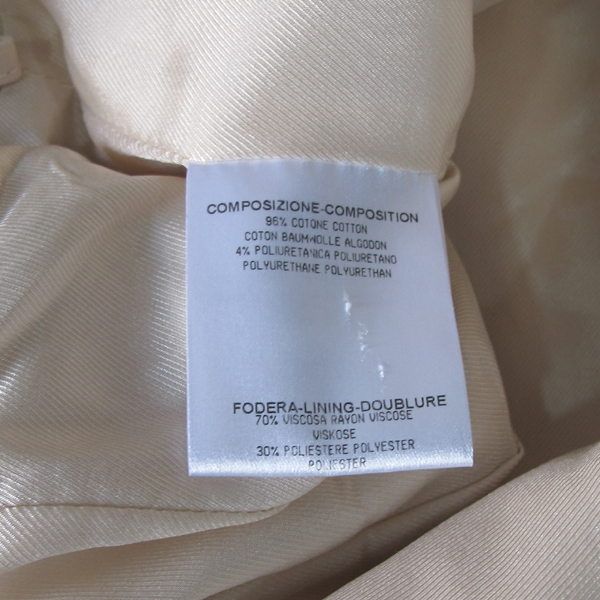 COMPOSIZIONE-COMPOSITION
96% COTONE COTTON
COTON BAUMWOLLE ALGODON
4% POLIURETANICA POLIURETANO
POLYURETHANE POLYURETHAN
FODERA-LINING-DOUBLURE
70% VISCOSA RAYON VISCOSE
VISKOSE
30% POLIESTERE POLYESTER
POLIESTER